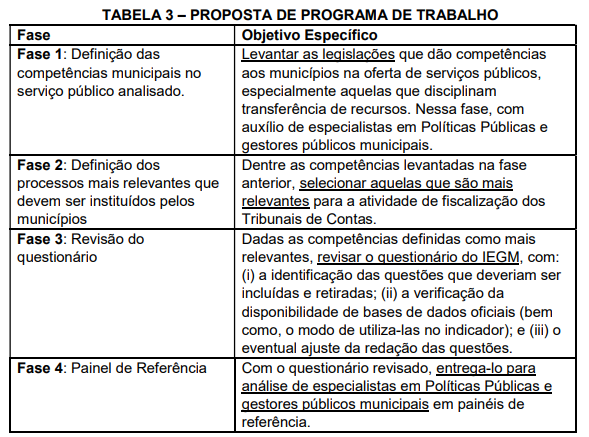 TABELA 3 – PROPOSTA DE PROGRAMA DE TRABALHO
Fase
Objetivo Específico
Fase 1: Definição das
competências municipais no
serviço público analisado.
Levantar as legislações que dão competências
aos municípios na oferta de serviços públicos,
especialmente aquelas que disciplinam
transferência de recursos. Nessa fase, com
auxílio de especialistas em Políticas Públicas e
gestores públicos municipais.
Fase 2: Definição dos
processos mais relevantes que
devem ser instituídos pelos
municípios
Dentre as competências levantadas na fase
anterior, selecionar aquelas que são mais
relevantes para a atividade de fiscalização dos
Tribunais de Contas.
Fase 3: Revisão do
questionário
Dadas as competências definidas como mais
relevantes, revisar o questionário do IEGM, com:
(i) a identificação das questões que deveriam ser
incluídas e retiradas; (ii) a verificação da
disponibilidade de bases de dados oficiais (bem
como, o modo de utiliza-las no indicador); e (iii) o
eventual ajuste da redação das questões.
Fase 4: Painel de Referência
Com o questionário revisado, entrega-lo para
análise de especialistas em Políticas Públicas e
gestores públicos municipais em painéis de
referência.